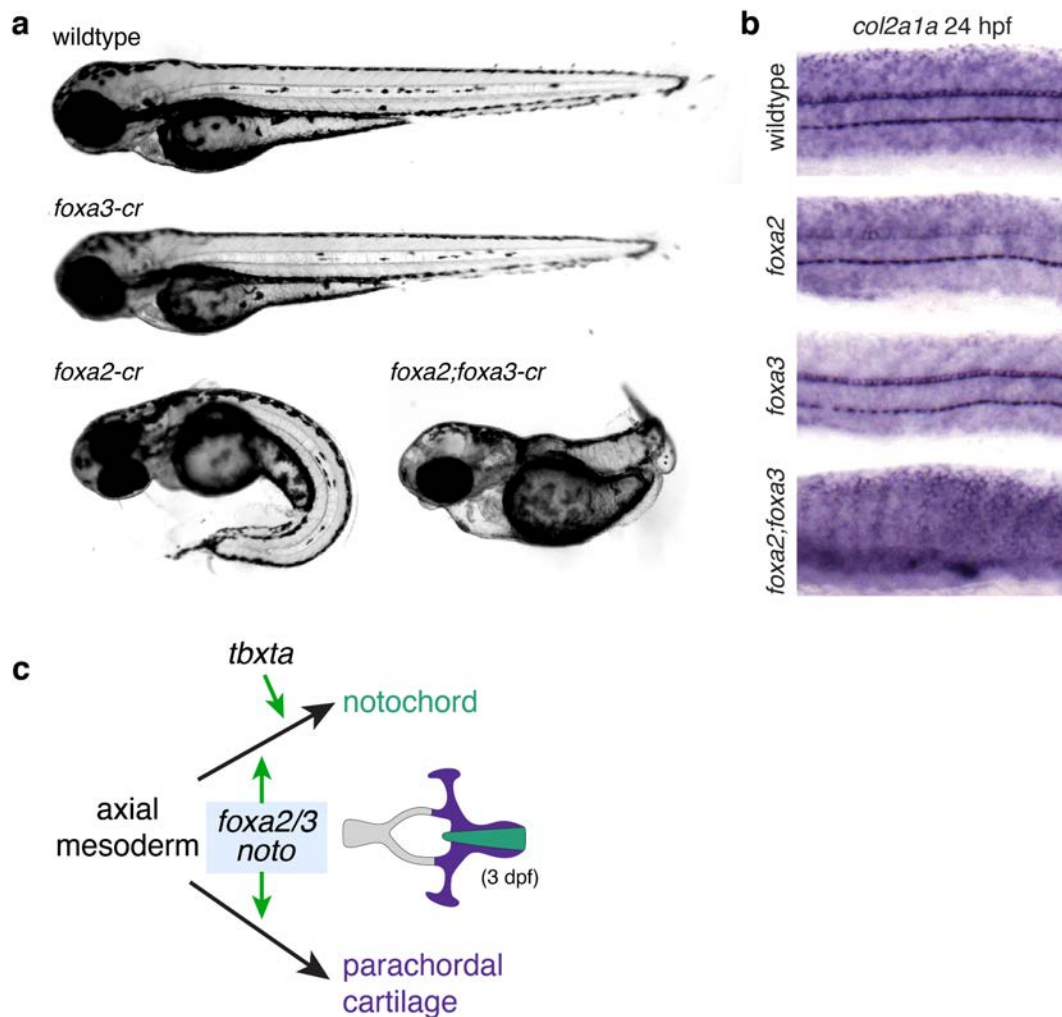 a
wildtype
foxa3-cr
foxa2-cr
foxa2;foxa3-cr
b
col2a1a 24 hpf
wildtype
foxa2
foxa3
foxa2;foxa3
c
tbxta
notochord
axial
mesoderm
foxa2/3
noto
(3 dpf)
parachordal
cartilage